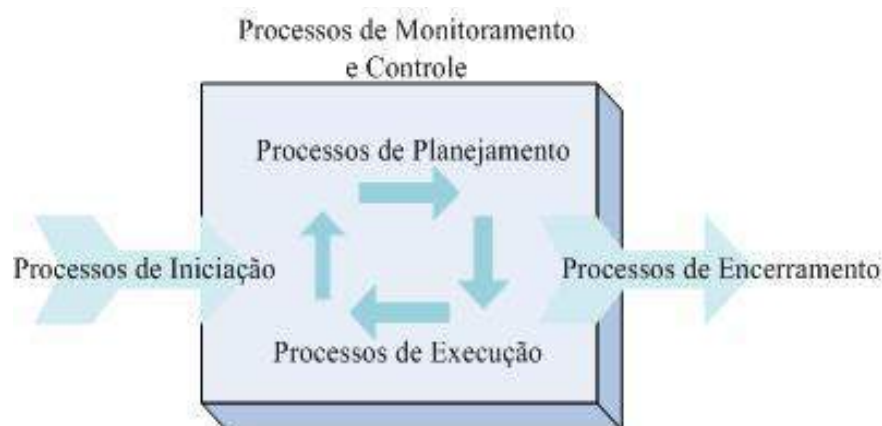 Processos de Monitoramento
e Controle
Processos de Planejamento
Processos de Iniciação
Processos de Encerramento
Processos de Execução